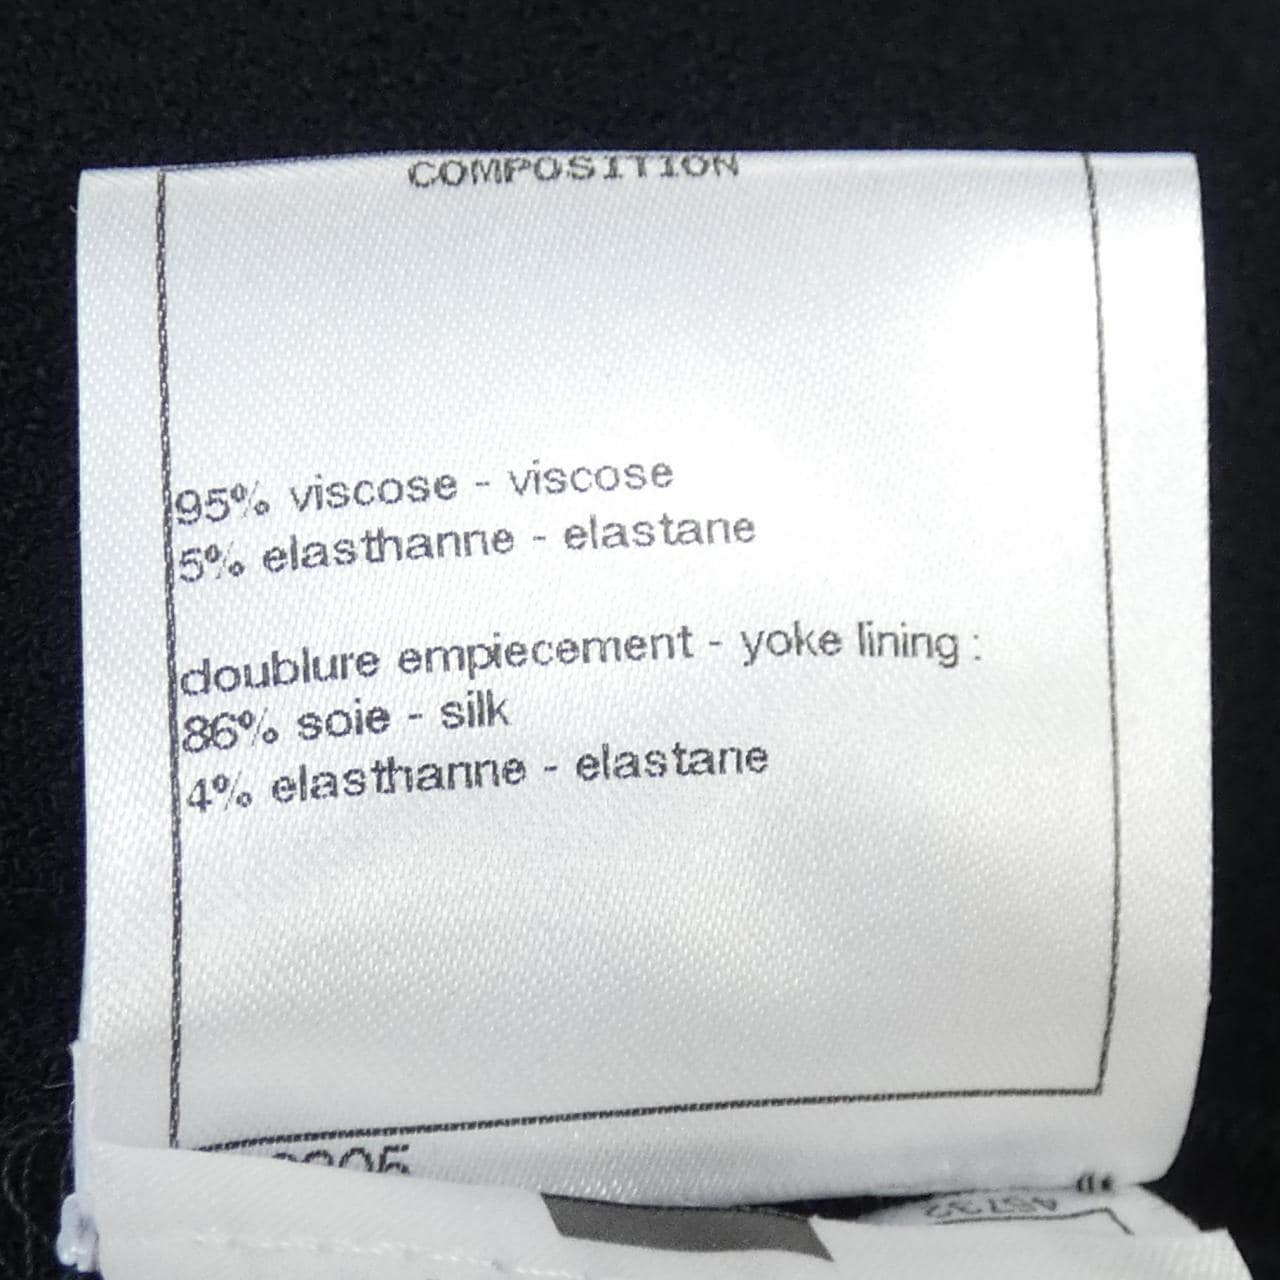 COMPOSITION
95% viscose - viscose
5% elasthanne - elastane
doublure empiecement - yoke lining :
86% soie - silk
4% elasthanne - elastane